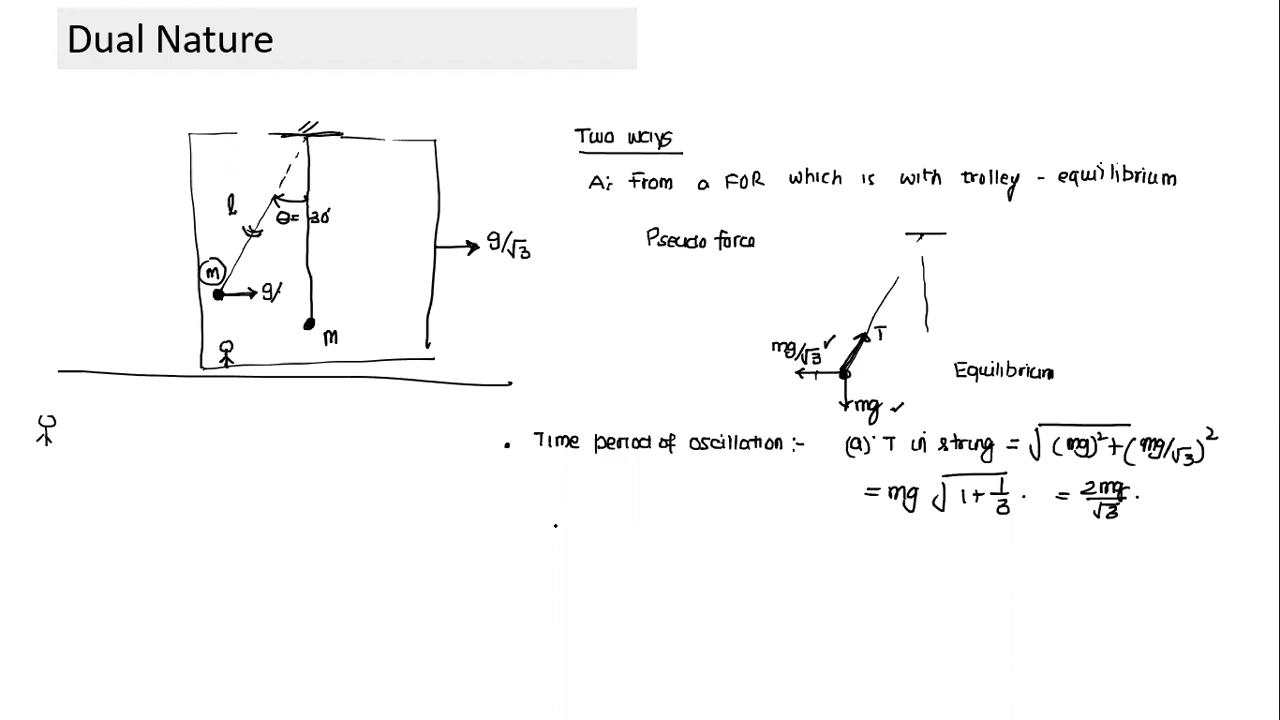 Dual Nature
Two ways
A: From a FOR which is with trolley - equilibrium
Pseudo force
l
θ= 30°
g/√3
m
g/
m
T
mg/√3 ✓
Equilibrium
mg ✓
• Time period of oscillation :- (a): T in string = √(mg)²+(mg/√3)²
= mg √1+1/3 . = 2mg/√3 .